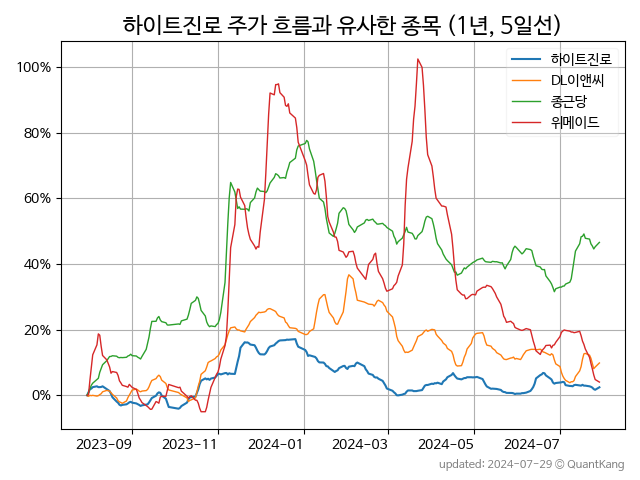 하이트진로 주가 흐름과 유사한 종목 (1년, 5일선)
하이트진로
DL이앤씨
종근당
위메이드
100%
80%
60%
40%
20%
0%
2023-09
2023-11
2024-01
2024-03
2024-05
2024-07
updated: 2024-07-29 © QuantKang